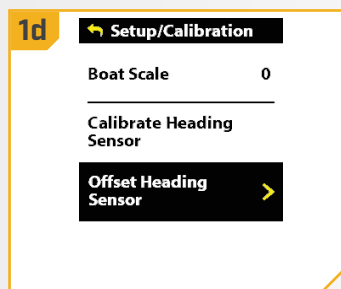 1d
Setup/Calibration
Boat Scale 0
Calibrate Heading
Sensor
Offset Heading
Sensor